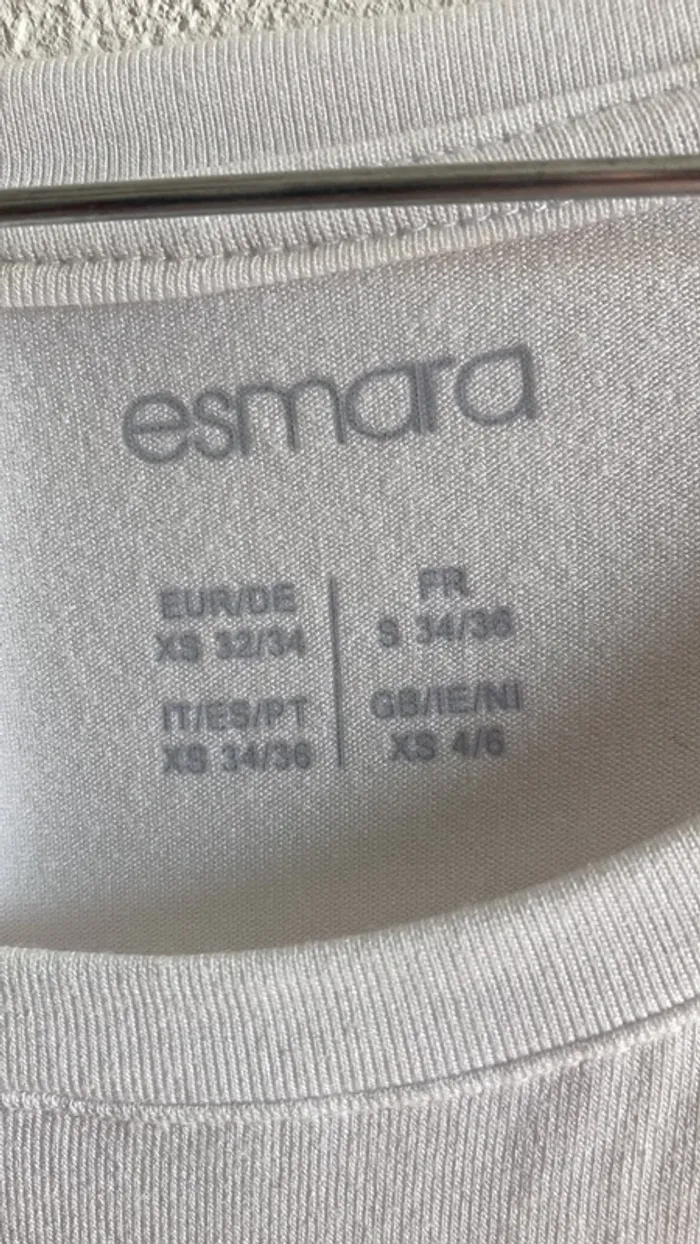 esmara
EUR/DE
XS 32/34
FR
S 34/36
IT/ES/PT
XS 34/36
GB/IE/NI
XS 4/6